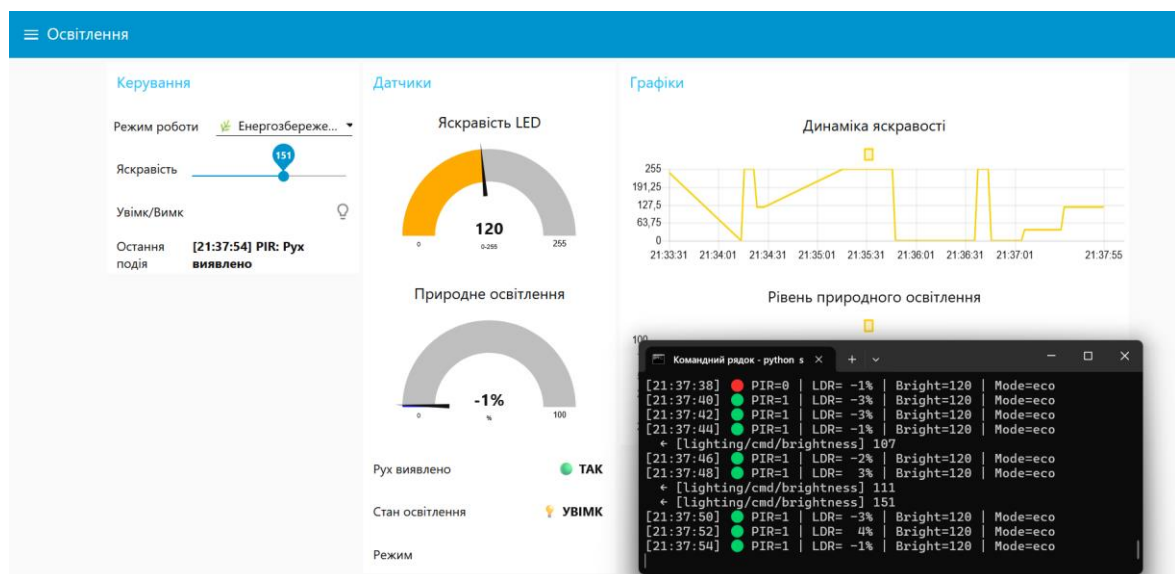 Освітлення
Керування
Режим роботи Енергозбереже...
Яскравість 151
Увімк/Вимк
Остання подія
[21:37:54] PIR: Рух виявлено
Датчики
Яскравість LED
120
0 0-255 255
Природне освітлення
-1%
0 % 100
Рух виявлено ТАК
Стан освітлення УВІМК
Режим
Графіки
Динаміка яскравості
255
191,25
127,5
63,75
0
21:33:31 21:34:01 21:34:31 21:35:01 21:35:31 21:36:01 21:36:31 21:37:01 21:37:55
Рівень природного освітлення
100
Командний рядок - python s
[21:37:38] PIR=0 | LDR= -1% | Bright=120 | Mode=eco
[21:37:40] PIR=1 | LDR= -3% | Bright=120 | Mode=eco
[21:37:42] PIR=1 | LDR= -3% | Bright=120 | Mode=eco
[21:37:44] PIR=1 | LDR= -1% | Bright=120 | Mode=eco
← [lighting/cmd/brightness] 107
[21:37:46] PIR=1 | LDR= -2% | Bright=120 | Mode=eco
[21:37:48] PIR=1 | LDR= 3% | Bright=120 | Mode=eco
← [lighting/cmd/brightness] 111
← [lighting/cmd/brightness] 151
[21:37:50] PIR=1 | LDR= -3% | Bright=120 | Mode=eco
[21:37:52] PIR=1 | LDR= 4% | Bright=120 | Mode=eco
[21:37:54] PIR=1 | LDR= -1% | Bright=120 | Mode=eco